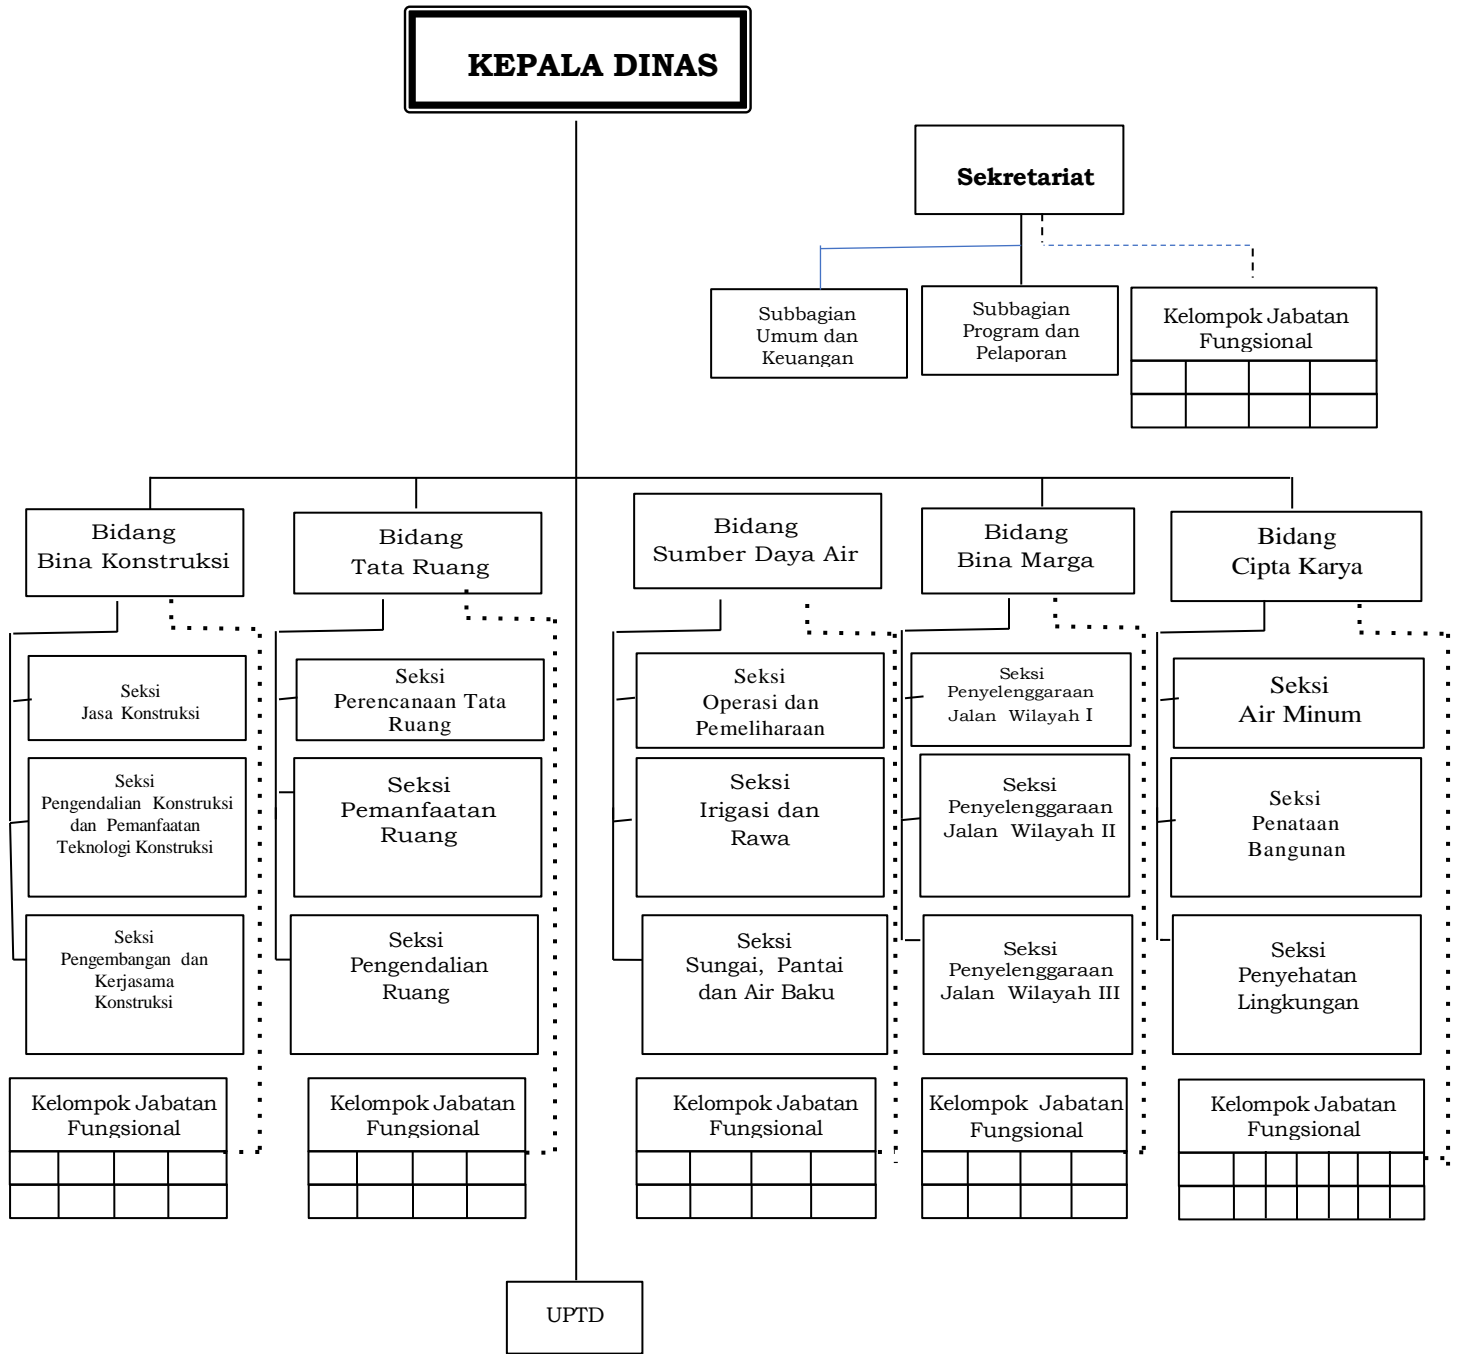 KEPALA DINAS
Sekretariat
Subbagian
Umum dan
Keuangan
Subbagian
Program dan
Pelaporan
Kelompok Jabatan
Fungsional
Bidang
Bina Konstruksi
Bidang
Tata Ruang
Bidang
Sumber Daya Air
Bidang
Bina Marga
Bidang
Cipta Karya
Seksi
Jasa Konstruksi
Seksi
Perencanaan Tata
Ruang
Seksi
Operasi dan
Pemeliharaan
Seksi
Penyelenggaraan
Jalan Wilayah I
Seksi
Air Minum
Seksi
Pengendalian Konstruksi
dan Pemanfaatan
Teknologi Konstruksi
Seksi
Pemanfaatan
Ruang
Seksi
Irigasi dan
Rawa
Seksi
Penyelenggaraan
Jalan Wilayah II
Seksi
Penataan
Bangunan
Seksi
Pengembangan dan
Kerjasama
Konstruksi
Seksi
Pengendalian
Ruang
Seksi
Sungai, Pantai
dan Air Baku
Seksi
Penyelenggaraan
Jalan Wilayah III
Seksi
Penyehatan
Lingkungan
Kelompok Jabatan
Fungsional
Kelompok Jabatan
Fungsional
Kelompok Jabatan
Fungsional
Kelompok Jabatan
Fungsional
Kelompok Jabatan
Fungsional
UPTD